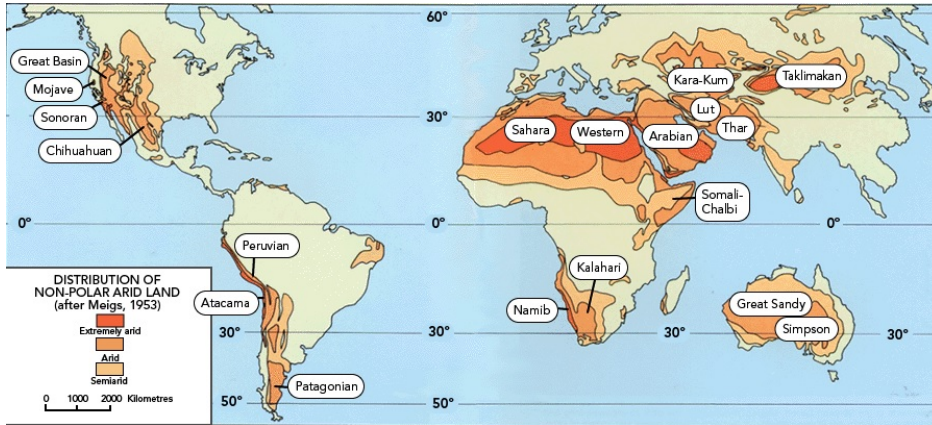 60°
60°
Great Basin
Mojave
Sonoran
Chihuahuan
30°
30°
Kara-Kum
Taklimakan
Lut
Thar
Sahara
Western
Arabian
Somali-
Chalbi
0°
0°
0°
Peruvian
Atacama
Patagonian
Kalahari
Namib
Great Sandy
Simpson
30°
30°
30°
30°
50°
50°
DISTRIBUTION OF
NON-POLAR ARID LAND
(after Meigs, 1953)
Extremely arid
Arid
Semiarid
0 1000 2000 Kilometres